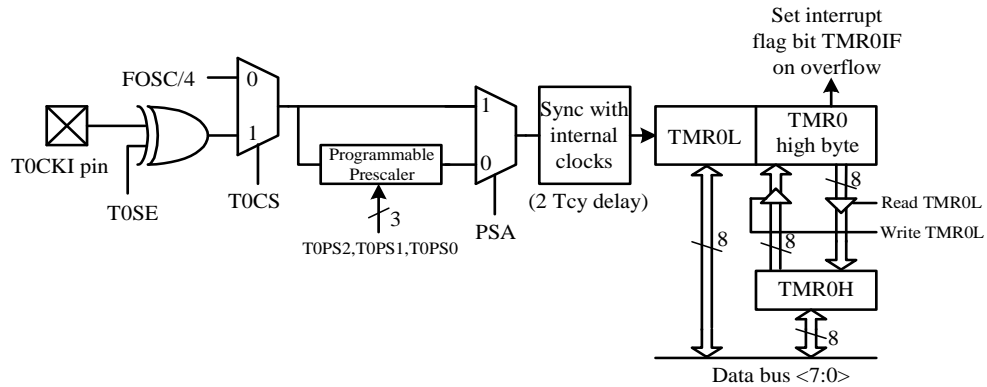 Set interrupt
flag bit TMR0IF
on overflow
FOSC/4
0
1
T0CKI pin
T0SE
T0CS
Programmable
Prescaler
3
T0PS2,T0PS1,T0PS0
1
0
PSA
Sync with
internal
clocks
(2 Tcy delay)
TMR0L
TMR0
high byte
8
Read TMR0L
Write TMR0L
8
8
TMR0H
8
Data bus <7:0>